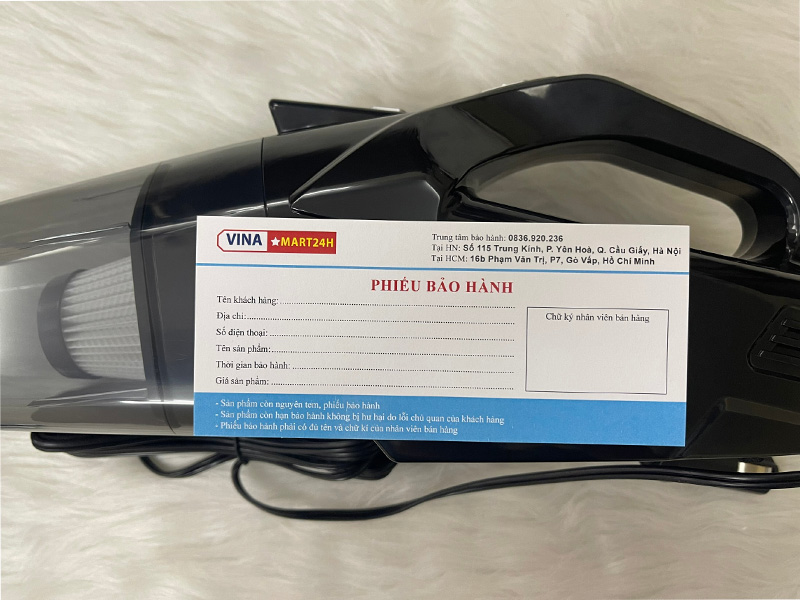 VINA ★MART24H
Trung tâm bảo hành: 0836.920.236
Tại HN: Số 115 Trung Kính, P. Yên Hoà, Q. Cầu Giấy, Hà Nội
Tại HCM: 16b Phạm Văn Trị, P7, Gò Vấp, Hồ Chí Minh
PHIẾU BẢO HÀNH
Tên khách hàng:
Địa chỉ:
Số điện thoại:
Tên sản phẩm:
Thời gian bảo hành:
Giá sản phẩm:
Chữ ký nhân viên bán hàng
- Sản phẩm còn nguyên tem, phiếu bảo hành
- Sản phẩm còn hạn bảo hành không bị hư hại do lỗi chủ quan của khách hàng
- Phiếu bảo hành phải có đủ tên và chữ kí của nhân viên bán hàng